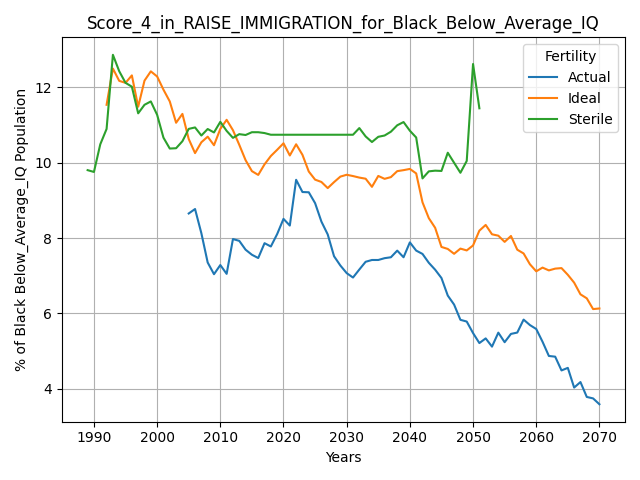 Score_4_in_RAISE_IMMIGRATION_for_Black_Below_Average_IQ
Fertility
Actual
Ideal
Sterile
% of Black Below_Average_IQ Population
12
10
8
6
4
1990 2000 2010 2020 2030 2040 2050 2060 2070
Years